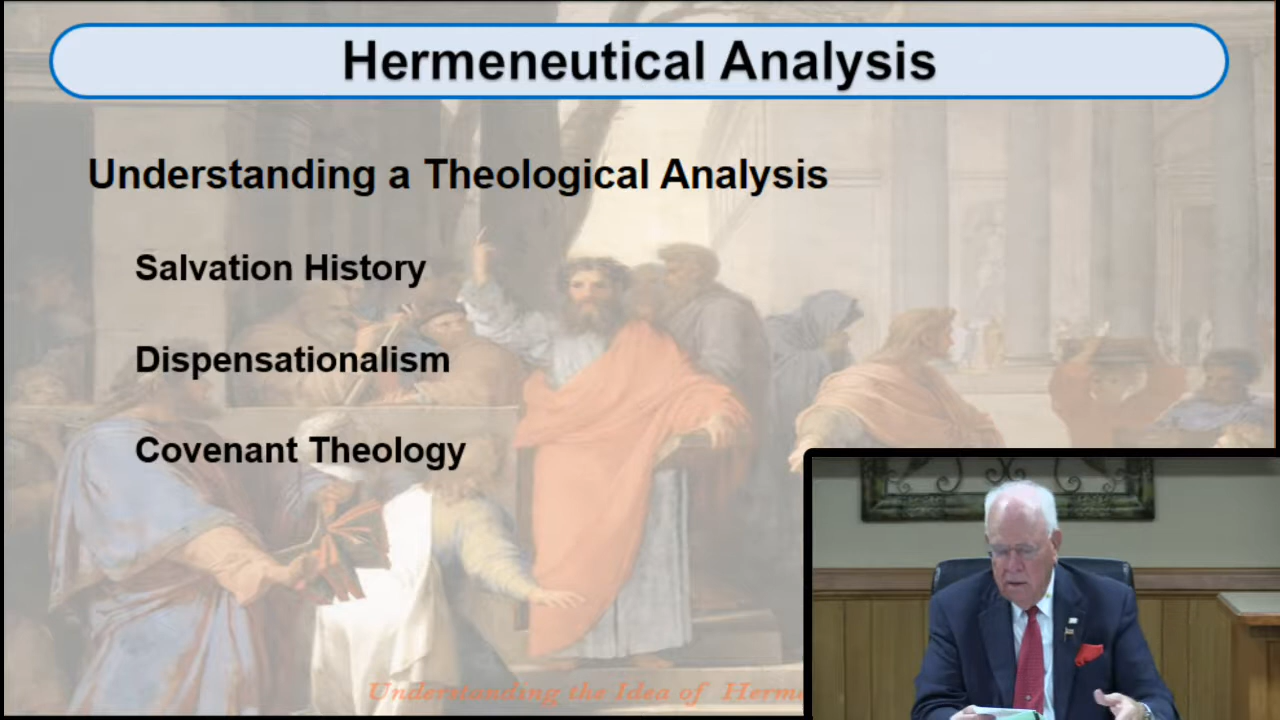 Hermeneutical Analysis
Understanding a Theological Analysis
Salvation History
Dispensationalism
Covenant Theology
Understanding the Idea of